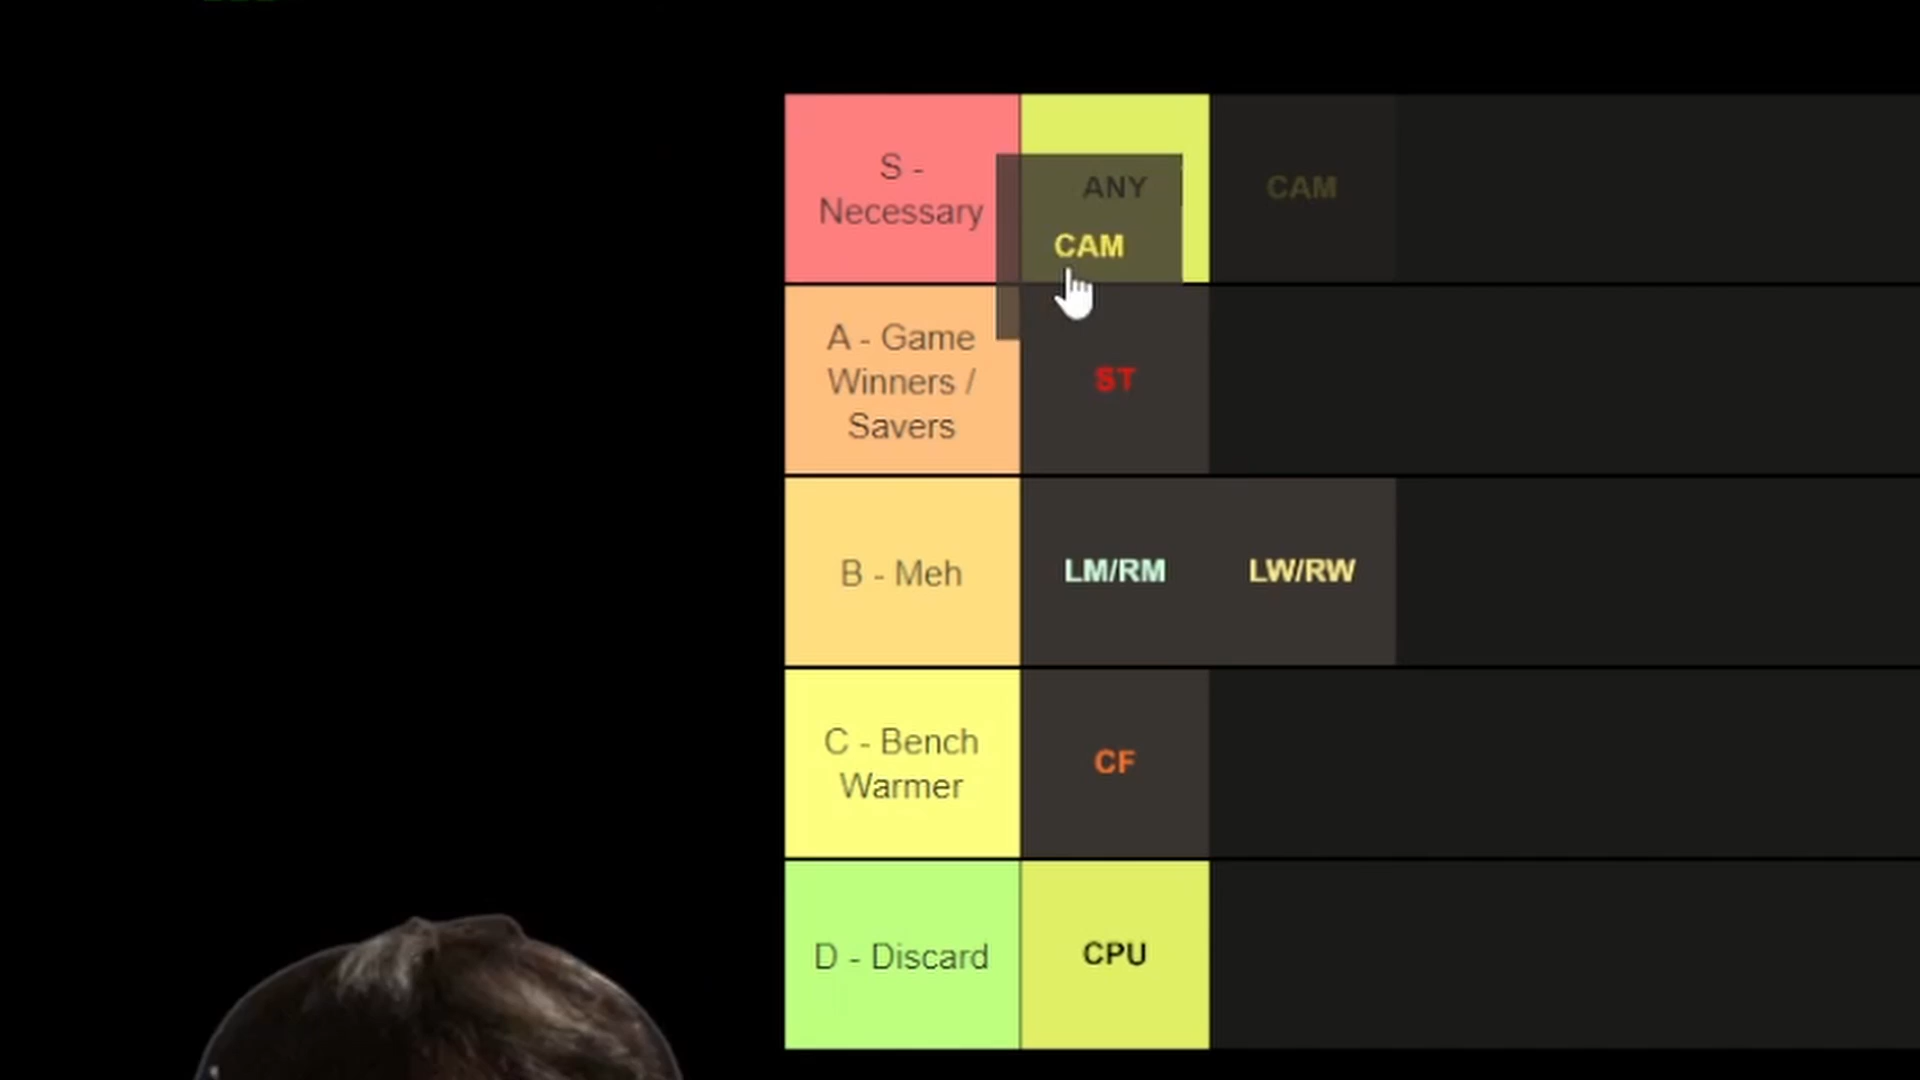 S -
Necessary
ANY
CAM
CAM
A - Game
Winners /
Savers
ST
B - Meh
LM/RM
LW/RW
C - Bench
Warmer
CF
D - Discard
CPU